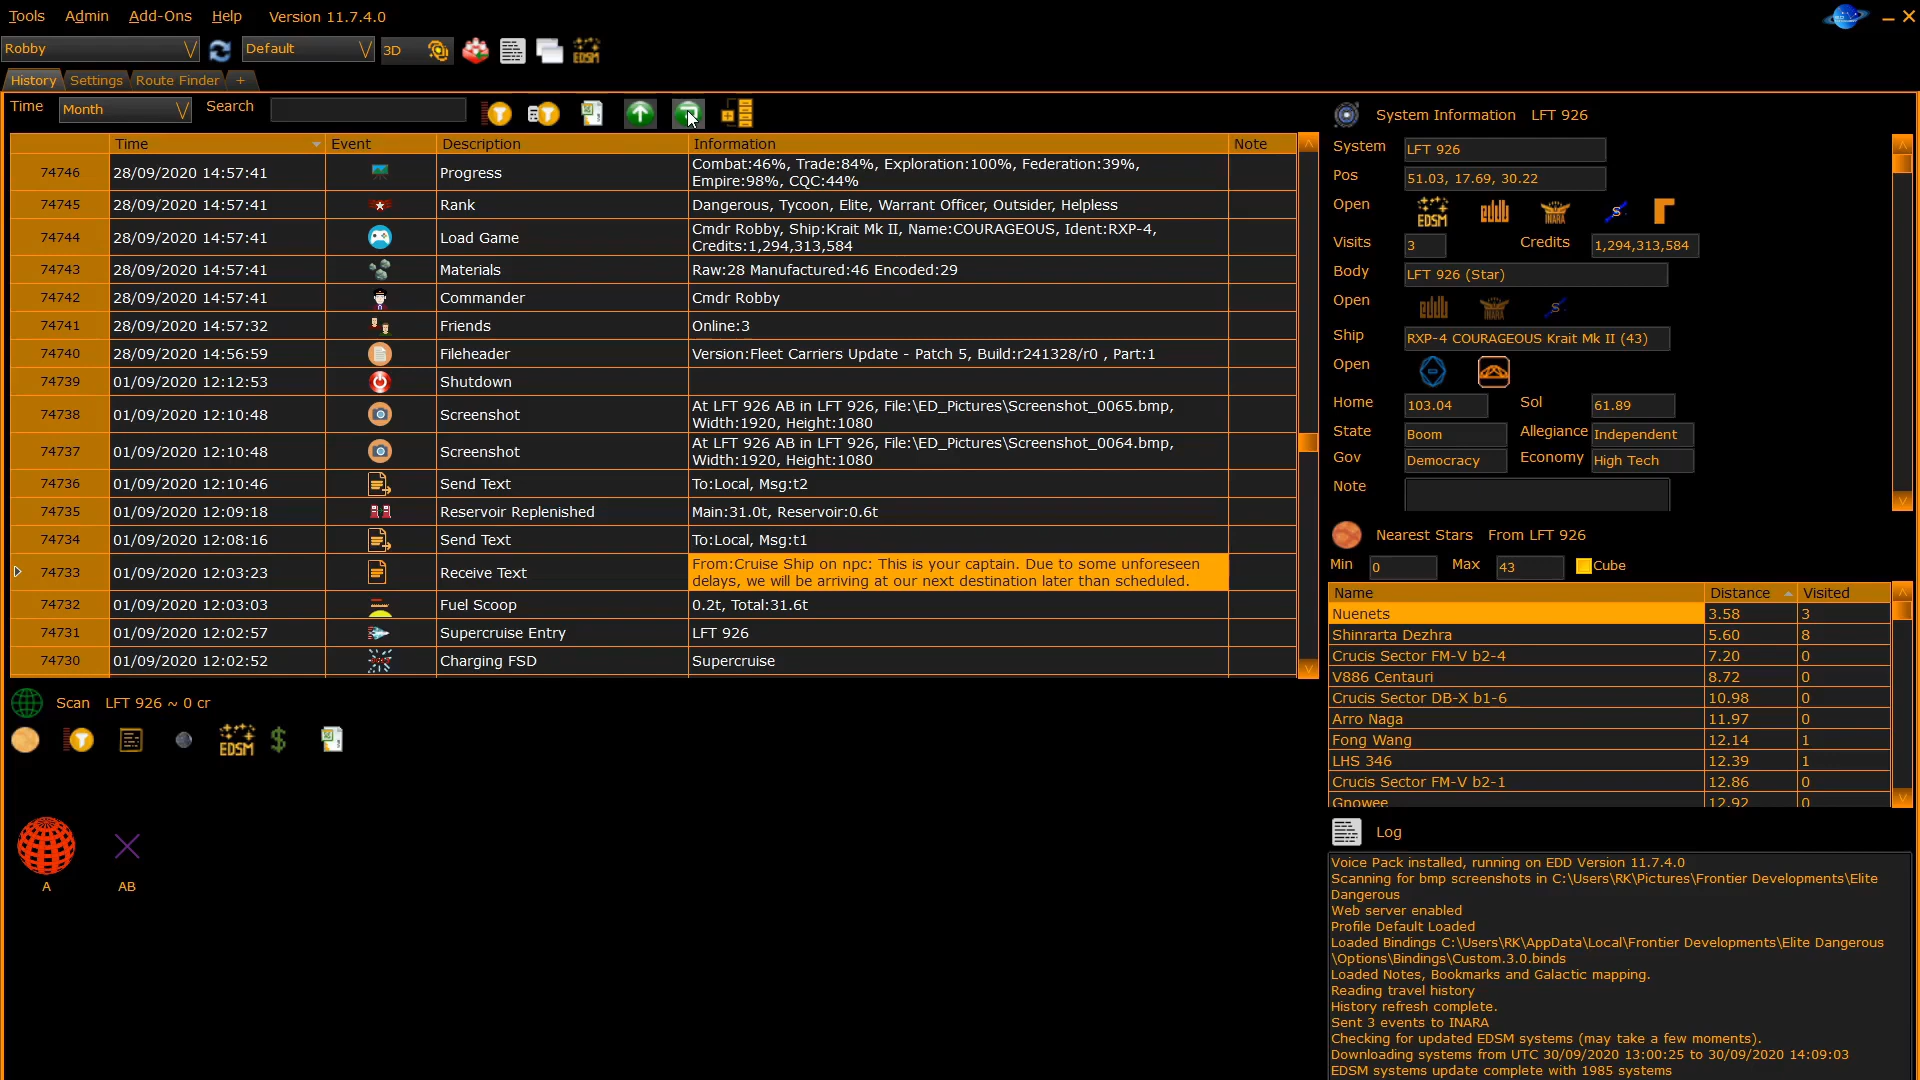 Tools Admin Add-Ons Help Version 11.7.4.0
Robby Default 3D EDSM
History Settings Route Finder +
Time Month Search
Time Event Description Information Note
74746 28/09/2020 14:57:41 Progress Combat:46%, Trade:84%, Exploration:100%, Federation:39%,
Empire:98%, CQC:44%
74745 28/09/2020 14:57:41 Rank Dangerous, Tycoon, Elite, Warrant Officer, Outsider, Helpless
74744 28/09/2020 14:57:41 Load Game Cmdr Robby, Ship:Krait Mk II, Name:COURAGEOUS, Ident:RXP-4,
Credits:1,294,313,584
74743 28/09/2020 14:57:41 Materials Raw:28 Manufactured:46 Encoded:29
74742 28/09/2020 14:57:41 Commander Cmdr Robby
74741 28/09/2020 14:57:32 Friends Online:3
74740 28/09/2020 14:56:59 Fileheader Version:Fleet Carriers Update - Patch 5, Build:r241328/r0 , Part:1
74739 01/09/2020 12:12:53 Shutdown
74738 01/09/2020 12:10:48 Screenshot At LFT 926 AB in LFT 926, File:\ED_Pictures\Screenshot_0065.bmp,
Width:1920, Height:1080
74737 01/09/2020 12:10:48 Screenshot At LFT 926 AB in LFT 926, File:\ED_Pictures\Screenshot_0064.bmp,
Width:1920, Height:1080
74736 01/09/2020 12:10:46 Send Text To:Local, Msg:t2
74735 01/09/2020 12:09:18 Reservoir Replenished Main:31.0t, Reservoir:0.6t
74734 01/09/2020 12:08:16 Send Text To:Local, Msg:t1
74733 01/09/2020 12:03:23 Receive Text From:Cruise Ship on npc: This is your captain. Due to some unforeseen
delays, we will be arriving at our next destination later than scheduled.
74732 01/09/2020 12:03:03 Fuel Scoop 0.2t, Total:31.6t
74731 01/09/2020 12:02:57 Supercruise Entry LFT 926
74730 01/09/2020 12:02:52 Charging FSD Supercruise
Scan LFT 926 ~ 0 cr
EDSM $
A AB
System Information LFT 926
System LFT 926
Pos 51.03, 17.69, 30.22
Open EDSM eddb INARA S
Visits 3 Credits 1,294,313,584
Body LFT 926 (Star)
Open eddb INARA S
Ship RXP-4 COURAGEOUS Krait Mk II (43)
Open
Home 103.04 Sol 61.89
State Boom Allegiance Independent
Gov Democracy Economy High Tech
Note
Nearest Stars From LFT 926
Min 0 Max 43 Cube
Name Distance Visited
Nuenets 3.58 3
Shinrarta Dezhra 5.60 8
Crucis Sector FM-V b2-4 7.20 0
V886 Centauri 8.72 0
Crucis Sector DB-X b1-6 10.98 0
Arro Naga 11.97 0
Fong Wang 12.14 1
LHS 346 12.39 1
Crucis Sector FM-V b2-1 12.86 0
Gnowee 12.92 0
Log
Voice Pack installed, running on EDD Version 11.7.4.0
Scanning for bmp screenshots in C:\Users\RK\Pictures\Frontier Developments\Elite
Dangerous
Web server enabled
Profile Default Loaded
Loaded Bindings C:\Users\RK\AppData\Local\Frontier Developments\Elite Dangerous
\Options\Bindings\Custom.3.0.binds
Loaded Notes, Bookmarks and Galactic mapping.
Reading travel history
History refresh complete.
Sent 3 events to INARA
Checking for updated EDSM systems (may take a few moments).
Downloading systems from UTC 30/09/2020 13:00:25 to 30/09/2020 14:09:03
EDSM systems update complete with 1985 systems